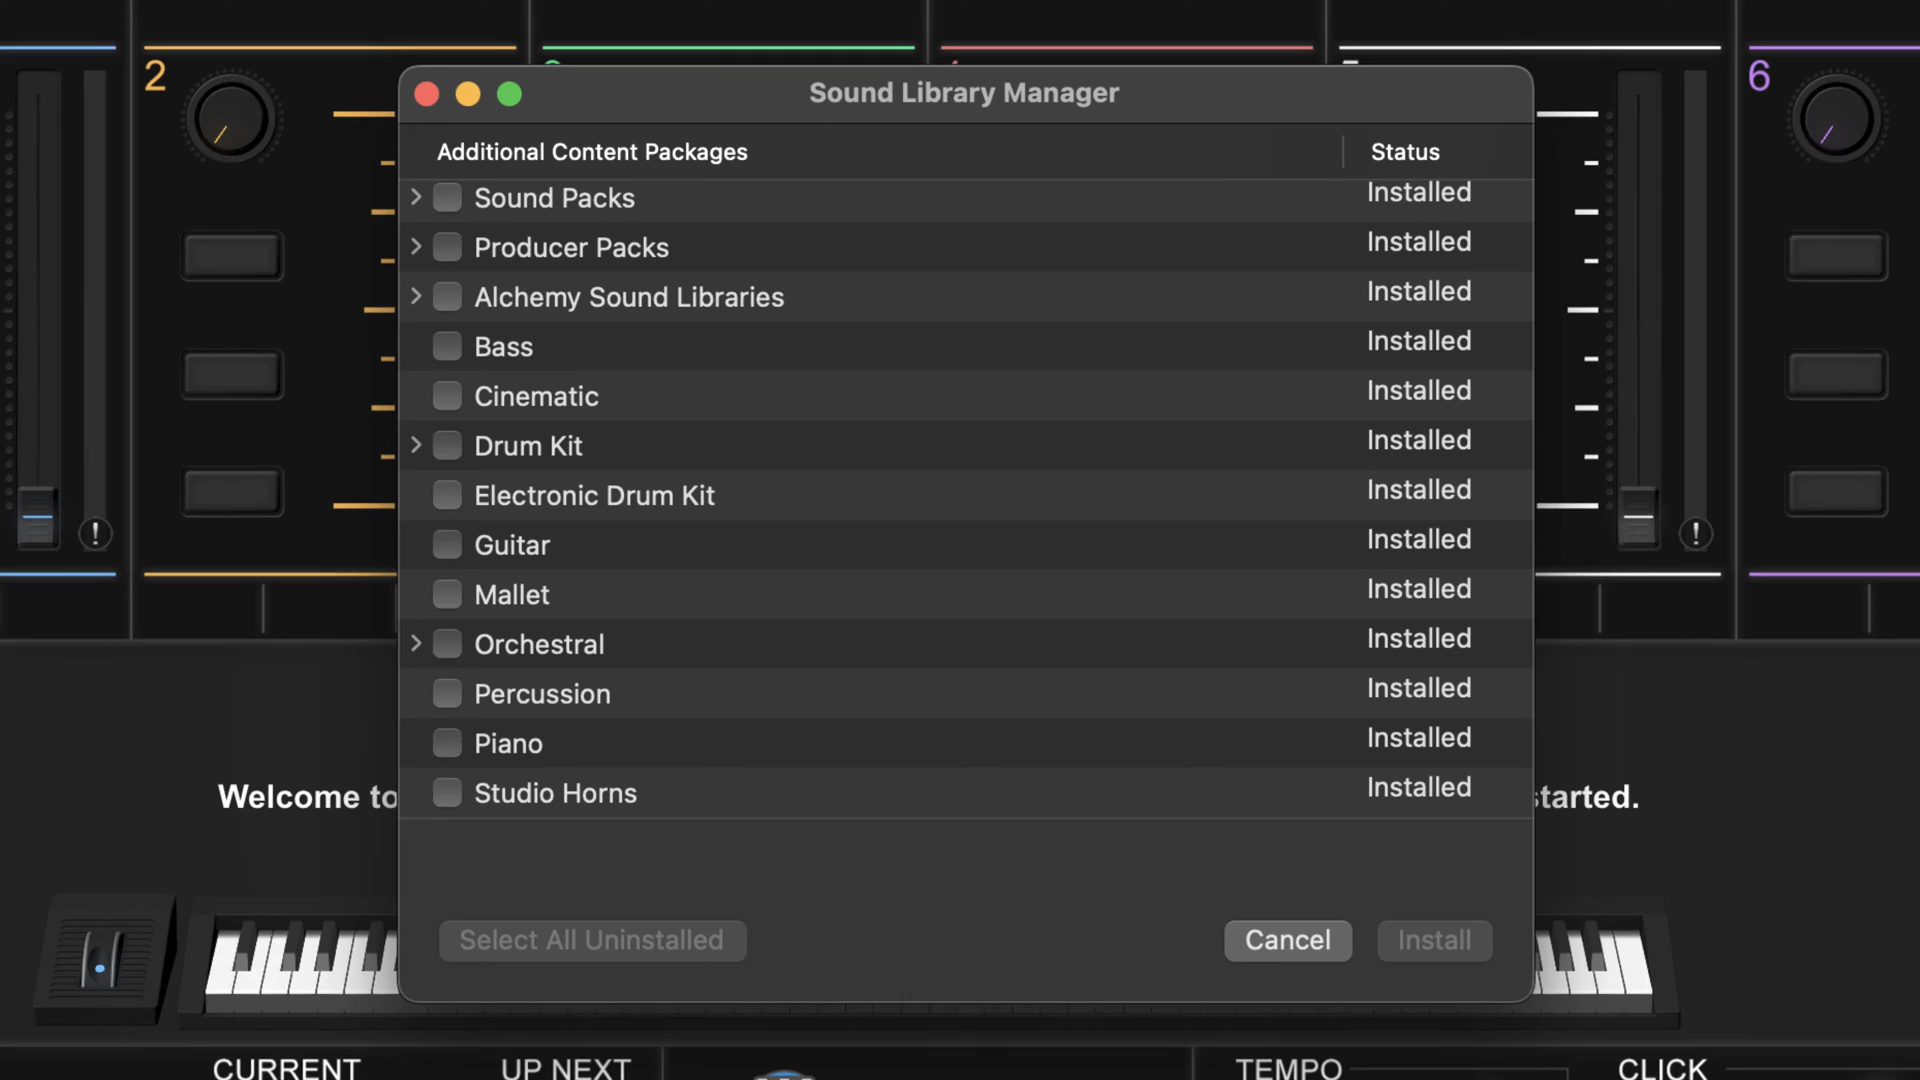 2
6
Sound Library Manager
Additional Content Packages
Status
Sound Packs
Installed
Producer Packs
Installed
Alchemy Sound Libraries
Installed
Bass
Installed
Cinematic
Installed
Drum Kit
Installed
Electronic Drum Kit
Installed
Guitar
Installed
Mallet
Installed
Orchestral
Installed
Percussion
Installed
Piano
Installed
Studio Horns
Installed
Welcome to
started.
Select All Uninstalled
Cancel
Install
CURRENT
UP NEXT
TEMPO
CLICK